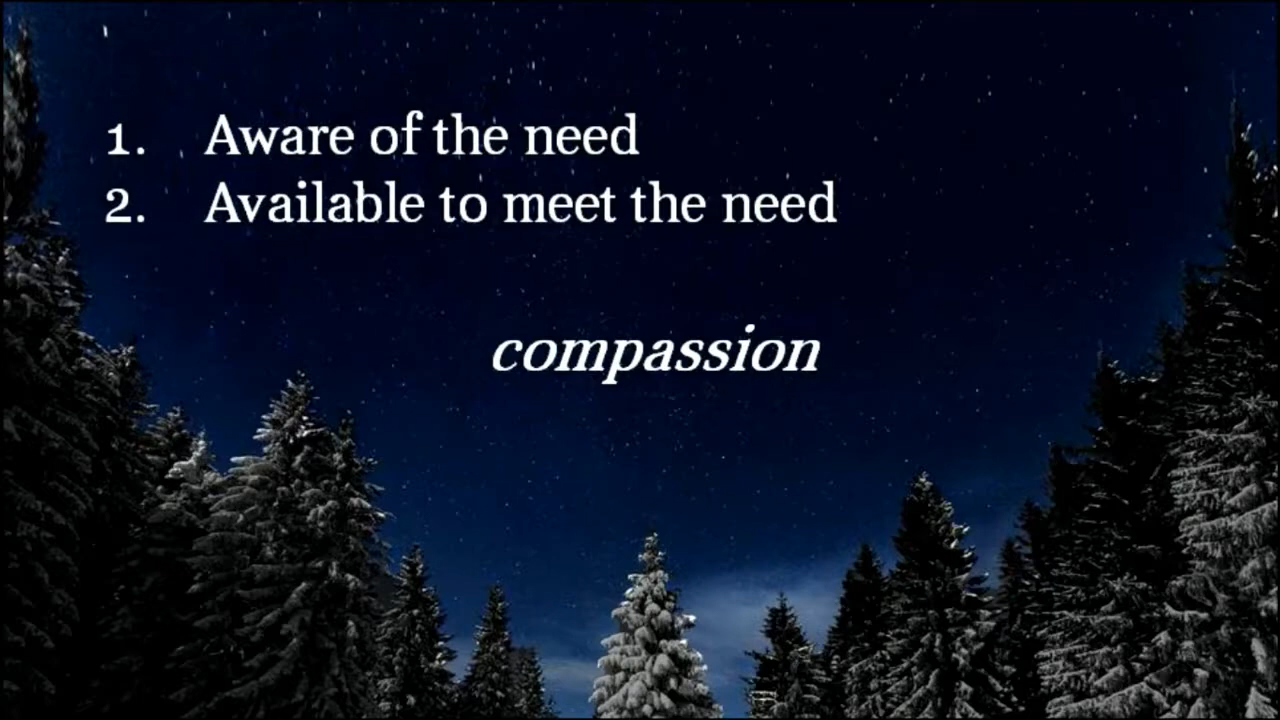 1. Aware of the need
2. Available to meet the need
compassion